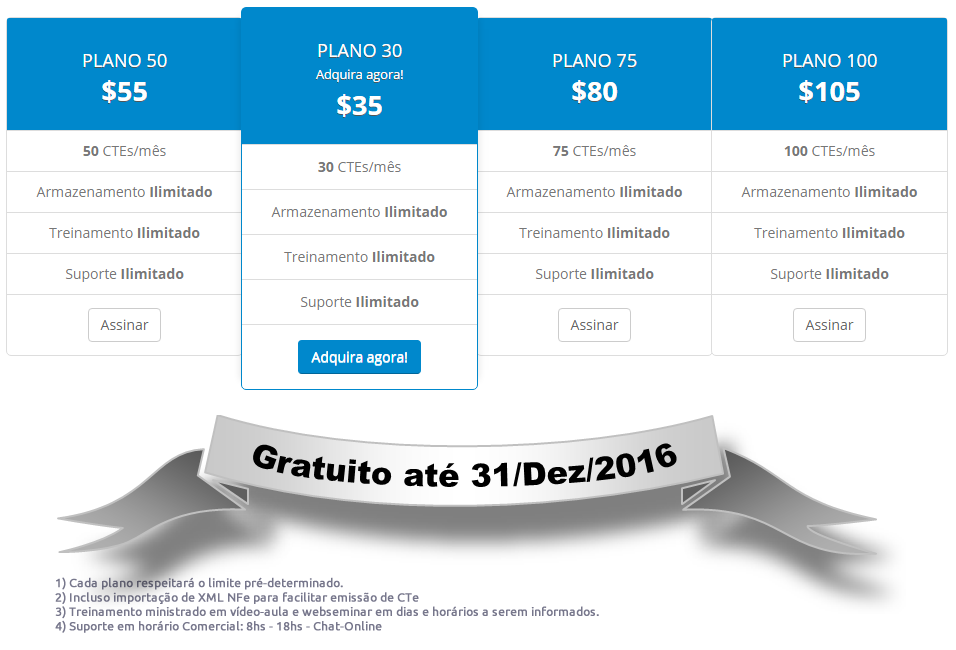 PLANO 50
$55
50 CTEs/mês
Armazenamento Ilimitado
Treinamento Ilimitado
Suporte Ilimitado
Assinar
PLANO 30
Adquira agora!
$35
30 CTEs/mês
Armazenamento Ilimitado
Treinamento Ilimitado
Suporte Ilimitado
Adquira agora!
PLANO 75
$80
75 CTEs/mês
Armazenamento Ilimitado
Treinamento Ilimitado
Suporte Ilimitado
Assinar
PLANO 100
$105
100 CTEs/mês
Armazenamento Ilimitado
Treinamento Ilimitado
Suporte Ilimitado
Assinar
Gratuito até 31/Dez/2016
1) Cada plano respeitará o limite pré-determinado.
2) Incluso importação de XML NFe para facilitar emissão de CTe
3) Treinamento ministrado em vídeo-aula e webseminar em dias e horários a serem informados.
4) Suporte em horário Comercial: 8hs - 18hs - Chat-Online